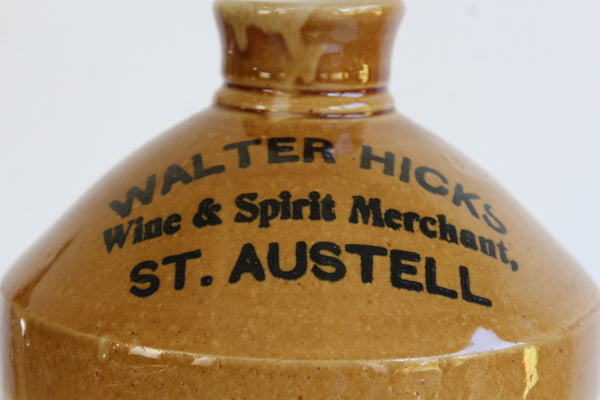 WALTER HICKS
Wine & Spirit Merchant,
ST. AUSTELL